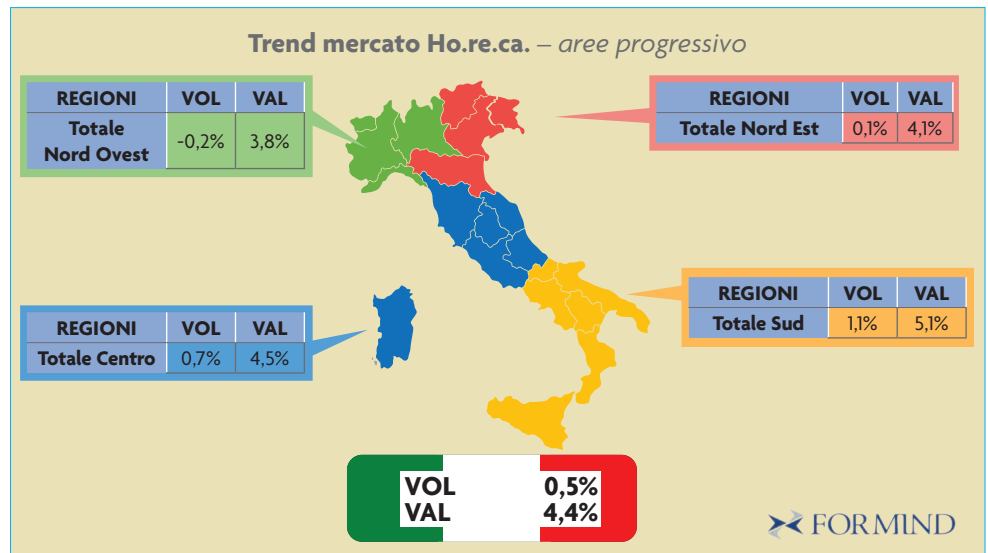 Trend mercato Ho.re.ca. – aree progressivo
REGIONI VOL VAL
Totale
Nord Ovest -0,2% 3,8%
REGIONI VOL VAL
Totale Nord Est 0,1% 4,1%
REGIONI VOL VAL
Totale Centro 0,7% 4,5%
REGIONI VOL VAL
Totale Sud 1,1% 5,1%
VOL 0,5%
VAL 4,4%
FORMIND